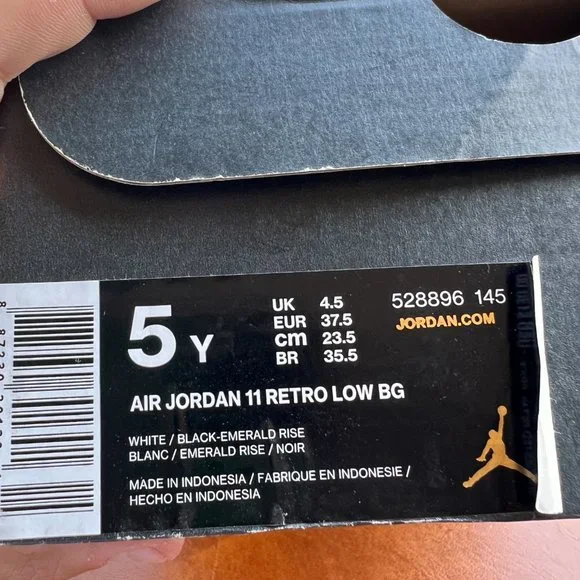 5 Y
UK 4.5
EUR 37.5
cm 23.5
BR 35.5
528896 145
JORDAN.COM
AIR JORDAN 11 RETRO LOW BG
WHITE / BLACK-EMERALD RISE
BLANC / EMERALD RISE / NOIR
MADE IN INDONESIA / FABRIQUE EN INDONESIE /
HECHO EN INDONESIA